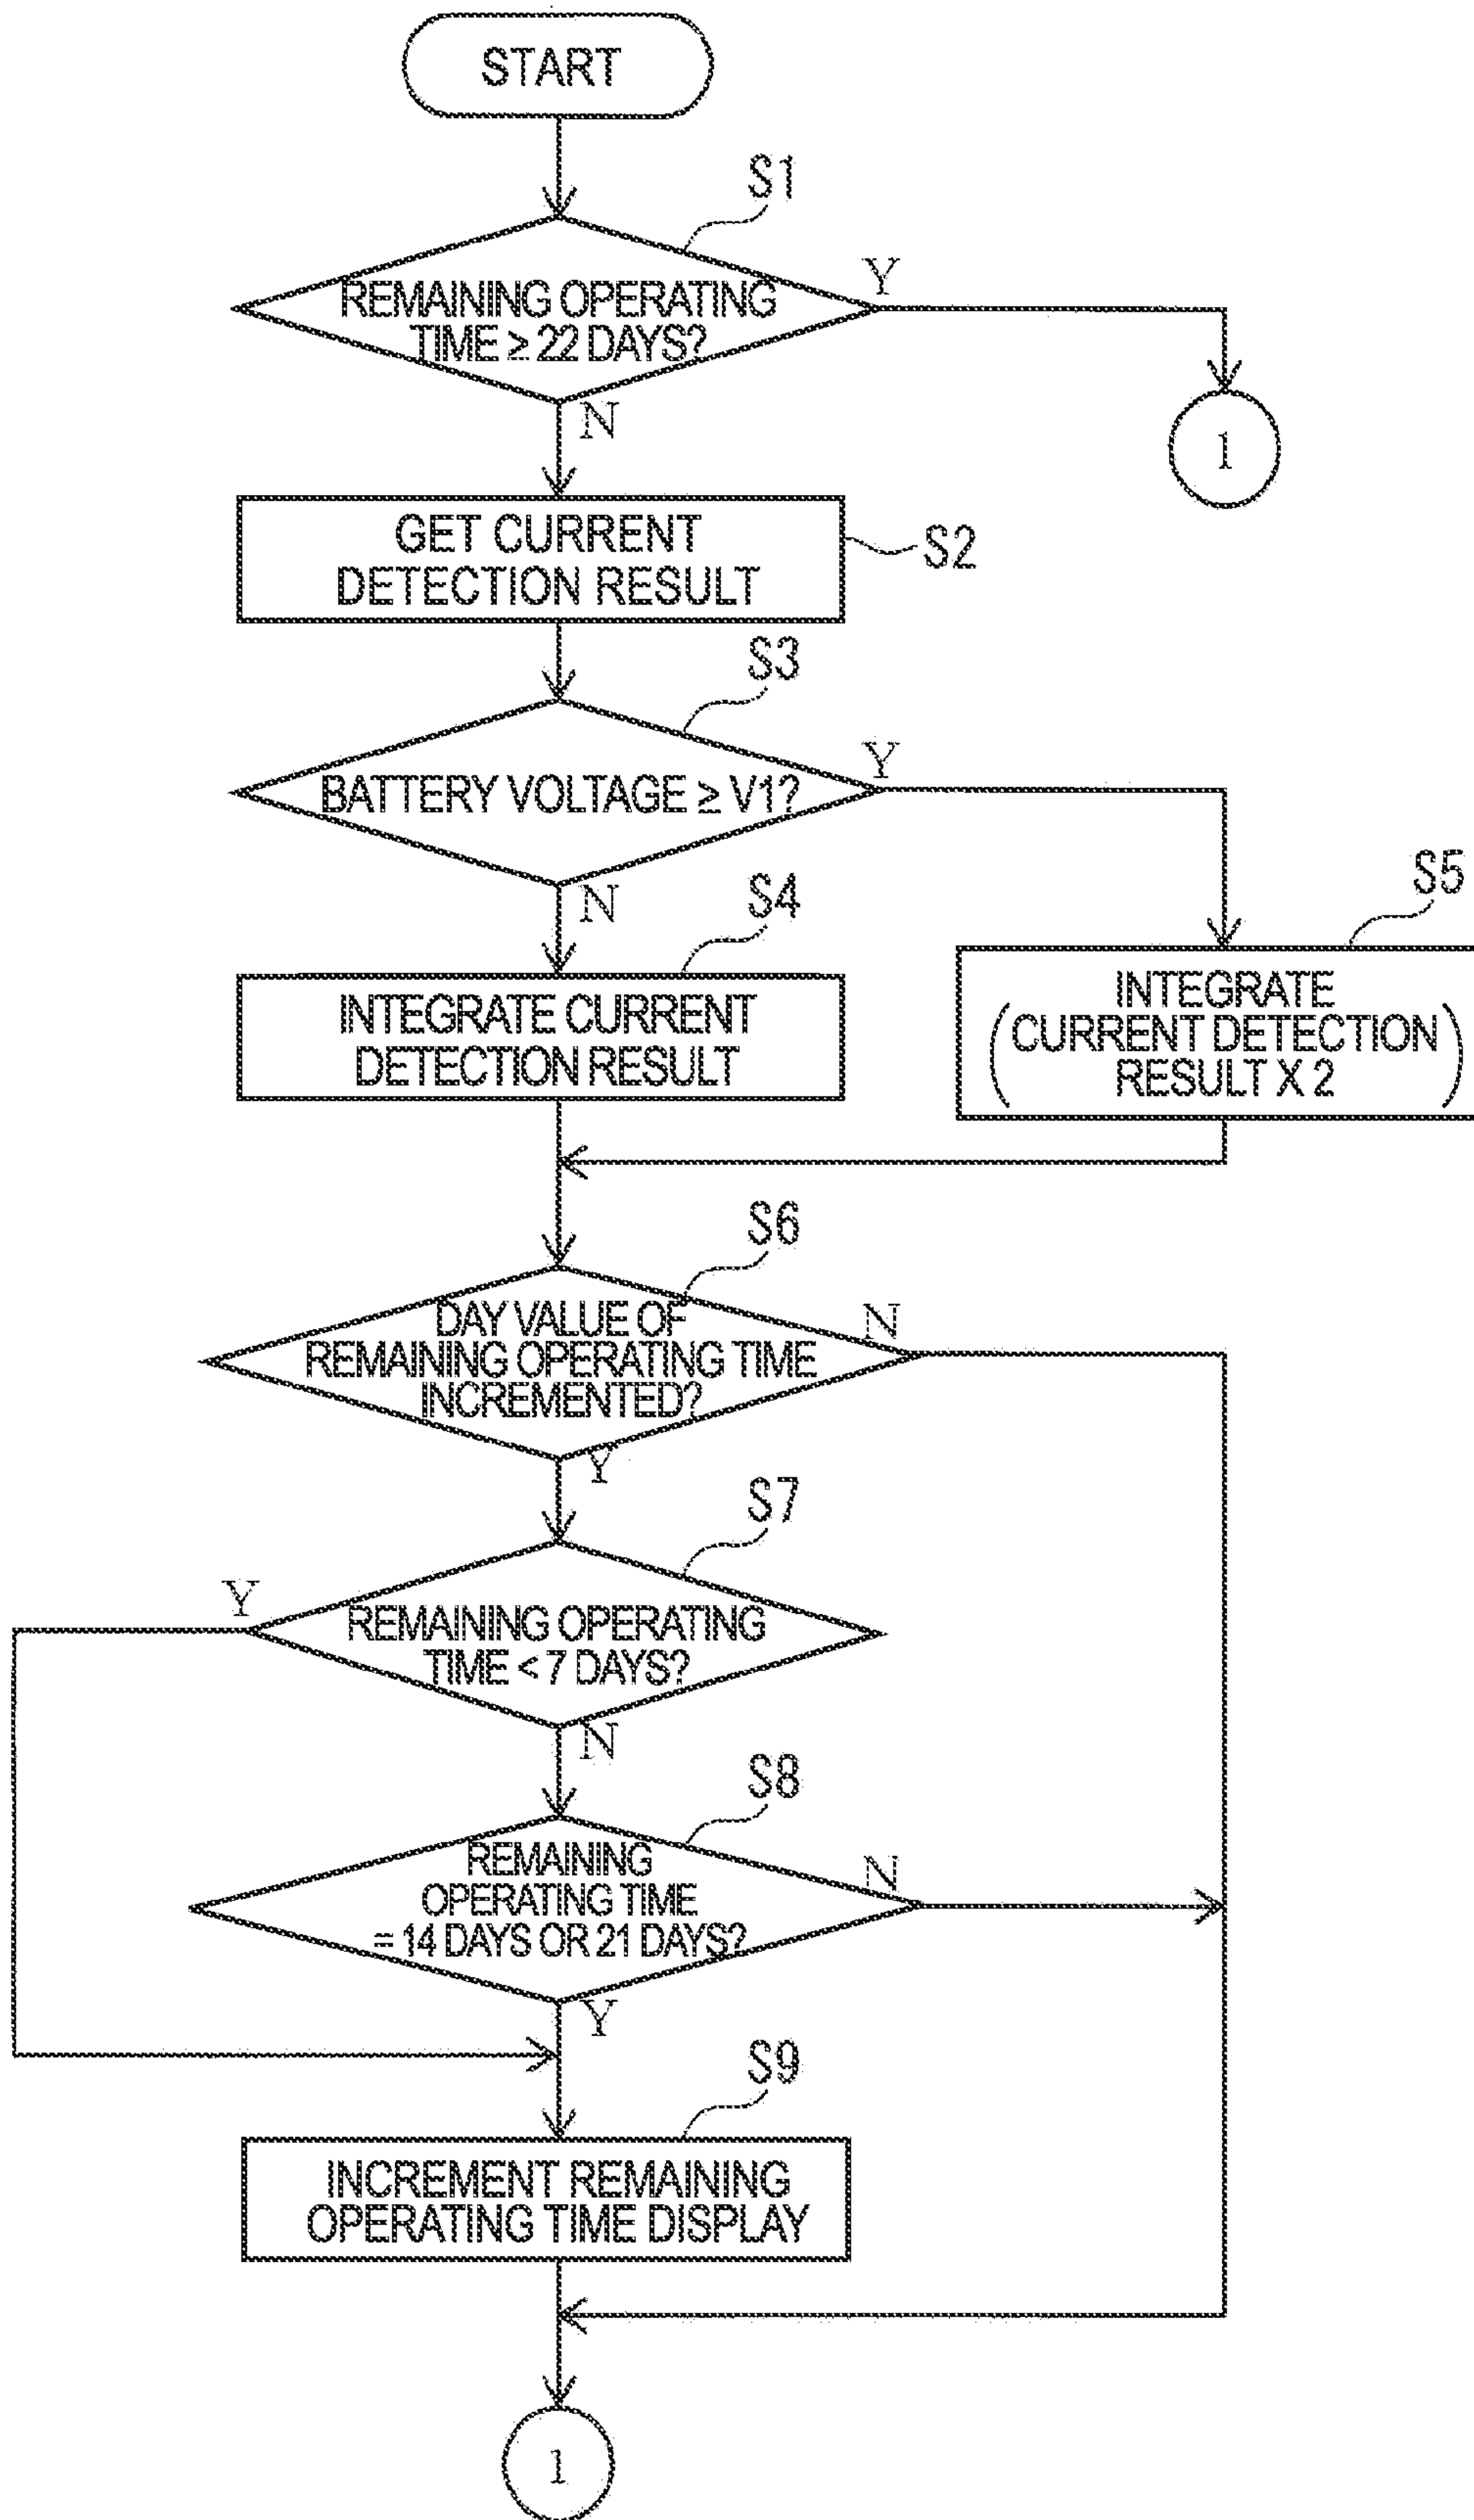 START
S1
REMAINING OPERATING
TIME ≥ 22 DAYS?
Y
N
1
GET CURRENT
DETECTION RESULT
S2
S3
BATTERY VOLTAGE ≥ V1?
Y
N
S4
INTEGRATE CURRENT
DETECTION RESULT
S5
INTEGRATE
(CURRENT DETECTION
RESULT X 2)
S6
DAY VALUE OF
REMAINING OPERATING TIME
INCREMENTED?
N
Y
S7
Y
REMAINING OPERATING
TIME < 7 DAYS?
N
S8
REMAINING
OPERATING TIME
= 14 DAYS OR 21 DAYS?
N
Y
S9
INCREMENT REMAINING
OPERATING TIME DISPLAY
1